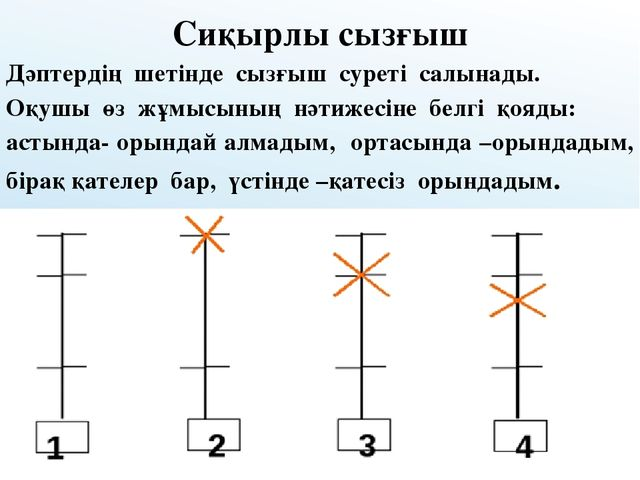 Сиқырлы сызғыш
Дәптердің шетінде сызғыш суреті салынады.
Оқушы өз жұмысының нәтижесіне белгі қояды:
астында- орындай алмадым, ортасында –орындадым,
бірақ қателер бар, үстінде –қатесіз орындадым.
1 2 3 4